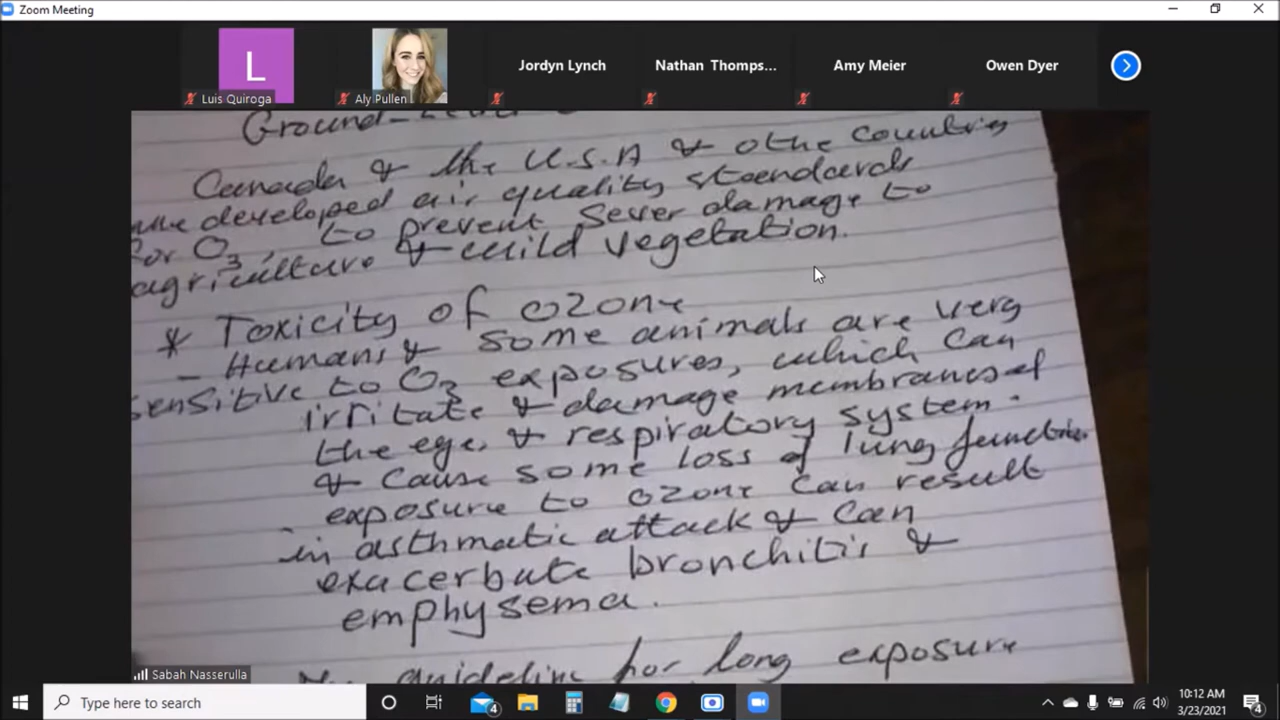 Zoom Meeting
L
Luis Quiroga
Aly Pullen
Jordyn Lynch
Nathan Thomps...
Amy Meier
Owen Dyer
Ground-
Canada & the U.S.A & othe countries
developed air quality standards
for O3, to prevent sever damage to
agriculture & wild vegetation.
* Toxicity of ozone
- Humans & some animals are very
sensitive to O3 exposures, which can
irritate & damage membranes of
the eye, & respiratory system.
& cause some loss of lung function
- exposure to ozone can result
in asthmatic attack & can
exacerbate bronchitis &
emphysema.
guideline for long exposure
Sabah Nasserulla
Type here to search
4
10:12 AM
3/23/2021
4